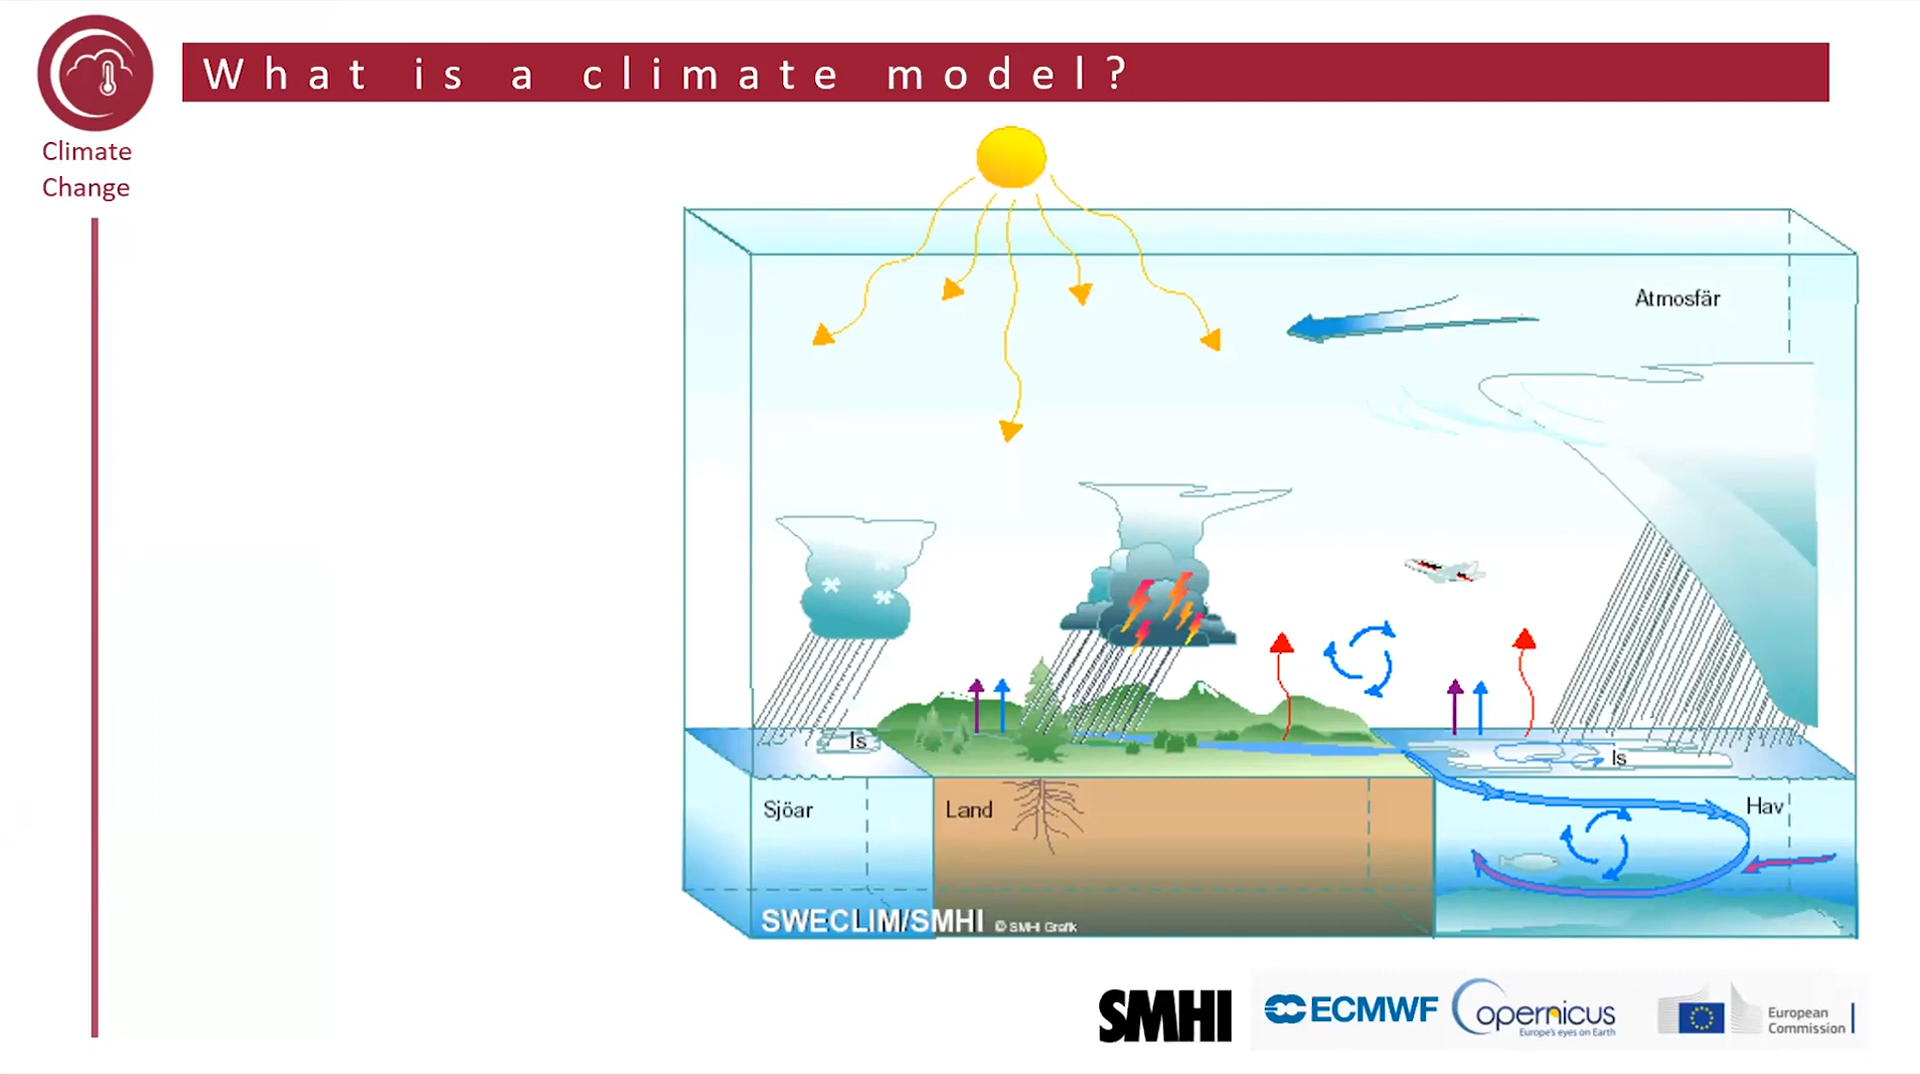 What is a climate model?
Climate
Change
Atmosfär
Is
Is
Sjöar
Land
Hav
SWECLIM/SMHI © SMHI Grafik
SMHI
ECMWF
Copernicus
Europe's eyes on Earth
European
Commission